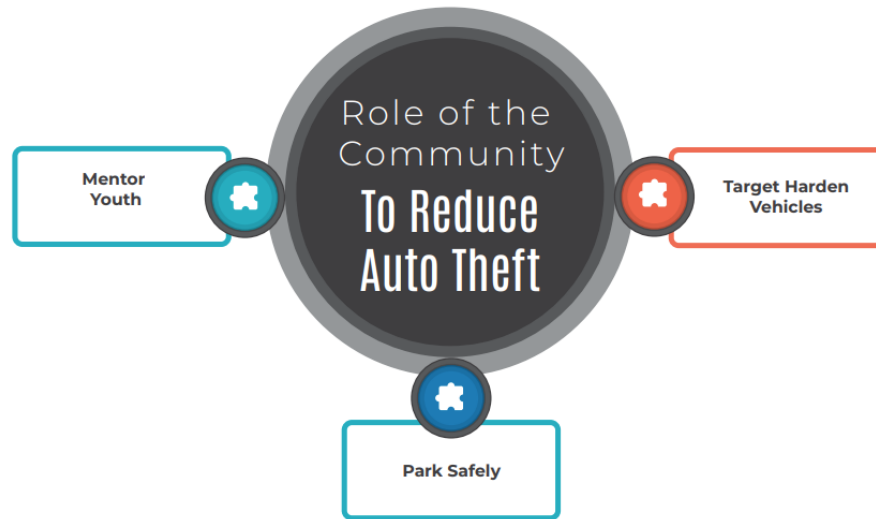 Role of the
Community
To Reduce
Auto Theft
Mentor
Youth
Target Harden
Vehicles
Park Safely